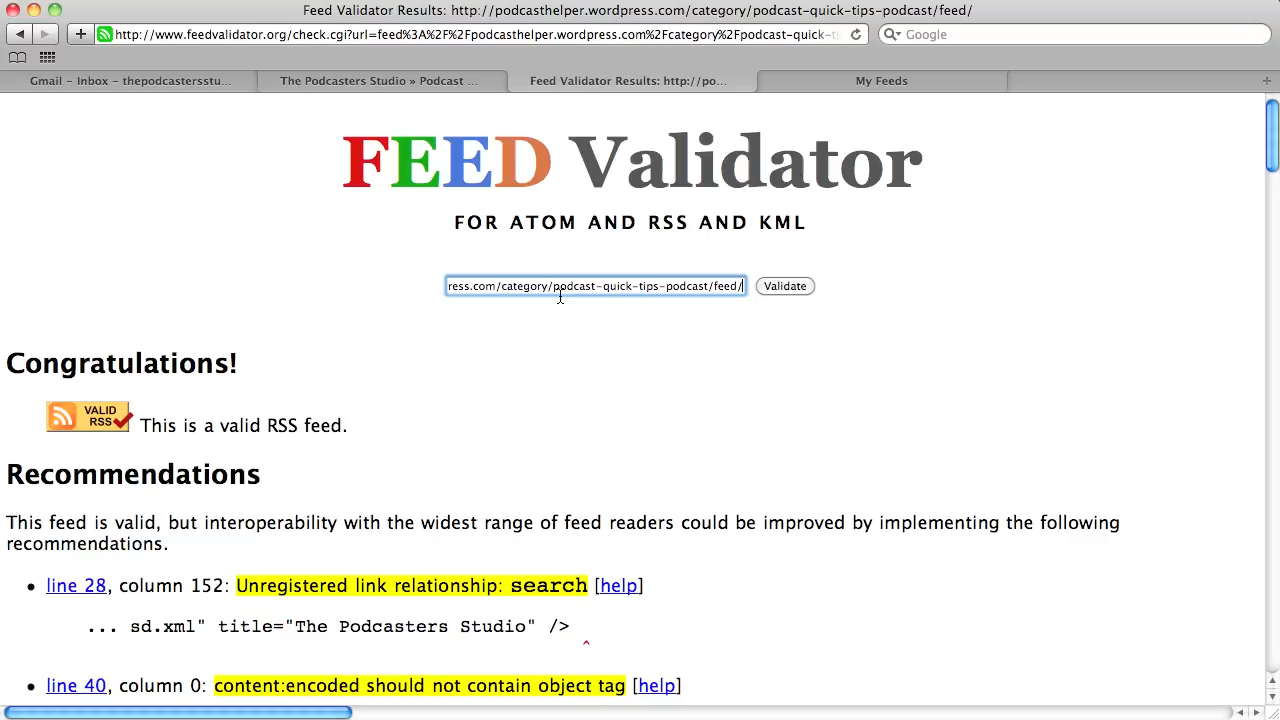 Feed Validator Results: http://podcasthelper.wordpress.com/category/podcast-quick-tips-podcast/feed/
http://www.feedvalidator.org/check.cgi?url=feed%3A%2F%2Fpodcasthelper.wordpress.com%2Fcategory%2Fpodcast-quick-ti
Google
Gmail – Inbox – thepodcastersstu...
The Podcasters Studio » Podcast ...
Feed Validator Results: http://po...
My Feeds
FEED Validator
FOR ATOM AND RSS AND KML
ress.com/category/podcast-quick-tips-podcast/feed/
Validate
Congratulations!
VALID
RSS
This is a valid RSS feed.
Recommendations
This feed is valid, but interoperability with the widest range of feed readers could be improved by implementing the following
recommendations.
• line 28, column 152: Unregistered link relationship: search [help]
... sd.xml" title="The Podcasters Studio" />
^
• line 40, column 0: content:encoded should not contain object tag [help]